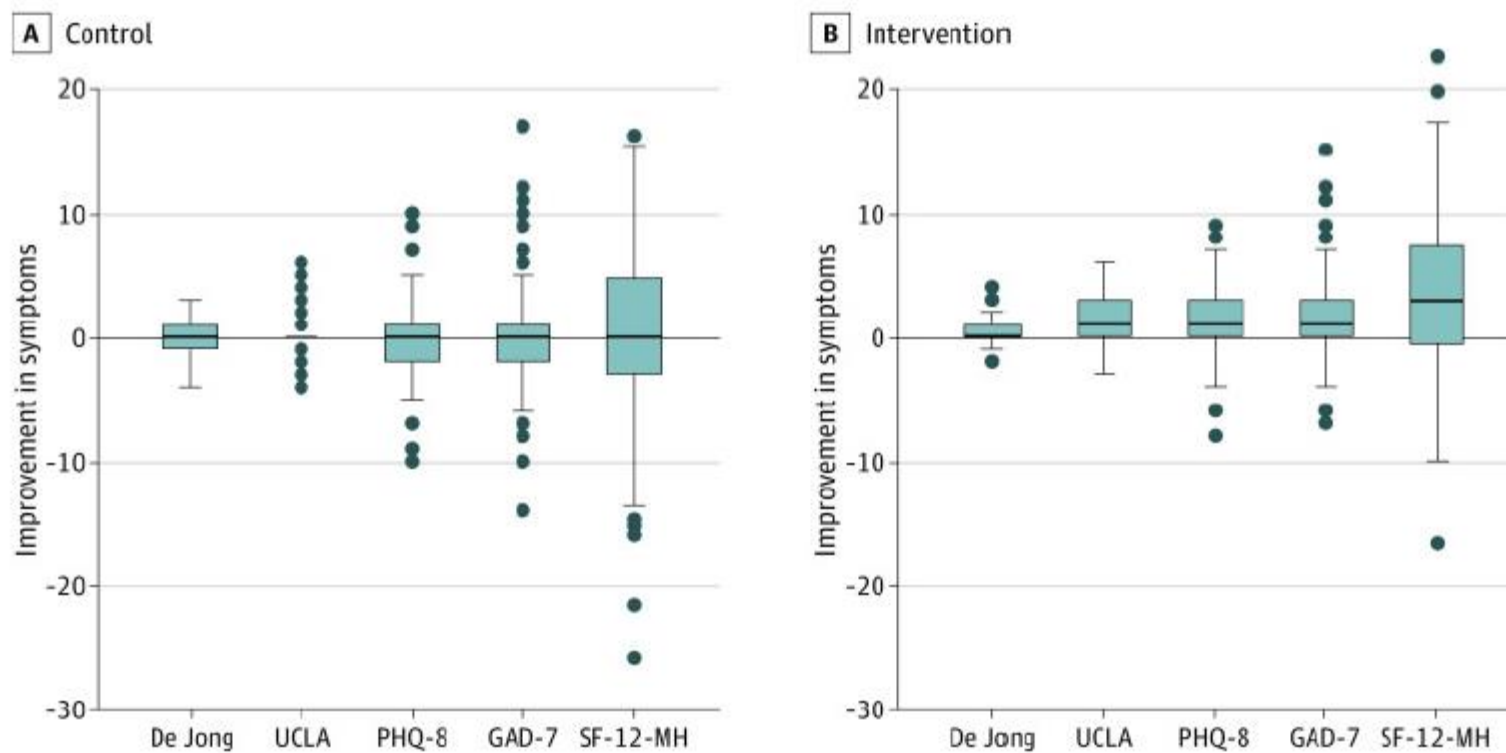 A Control
Improvement in symptoms
20
10
0
-10
-20
-30
De Jong UCLA PHQ-8 GAD-7 SF-12-MH
B Intervention
Improvement in symptoms
20
10
0
-10
-20
-30
De Jong UCLA PHQ-8 GAD-7 SF-12-MH